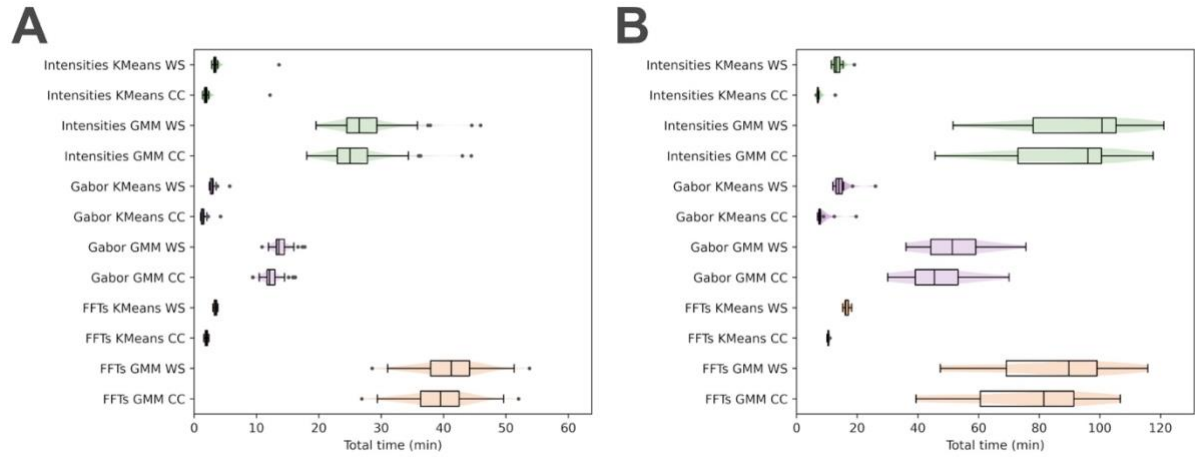 A
Intensities KMeans WS
Intensities KMeans CC
Intensities GMM WS
Intensities GMM CC
Gabor KMeans WS
Gabor KMeans CC
Gabor GMM WS
Gabor GMM CC
FFTs KMeans WS
FFTs KMeans CC
FFTs GMM WS
FFTs GMM CC
0 10 20 30 40 50 60
Total time (min)
B
Intensities KMeans WS
Intensities KMeans CC
Intensities GMM WS
Intensities GMM CC
Gabor KMeans WS
Gabor KMeans CC
Gabor GMM WS
Gabor GMM CC
FFTs KMeans WS
FFTs KMeans CC
FFTs GMM WS
FFTs GMM CC
0 20 40 60 80 100 120
Total time (min)